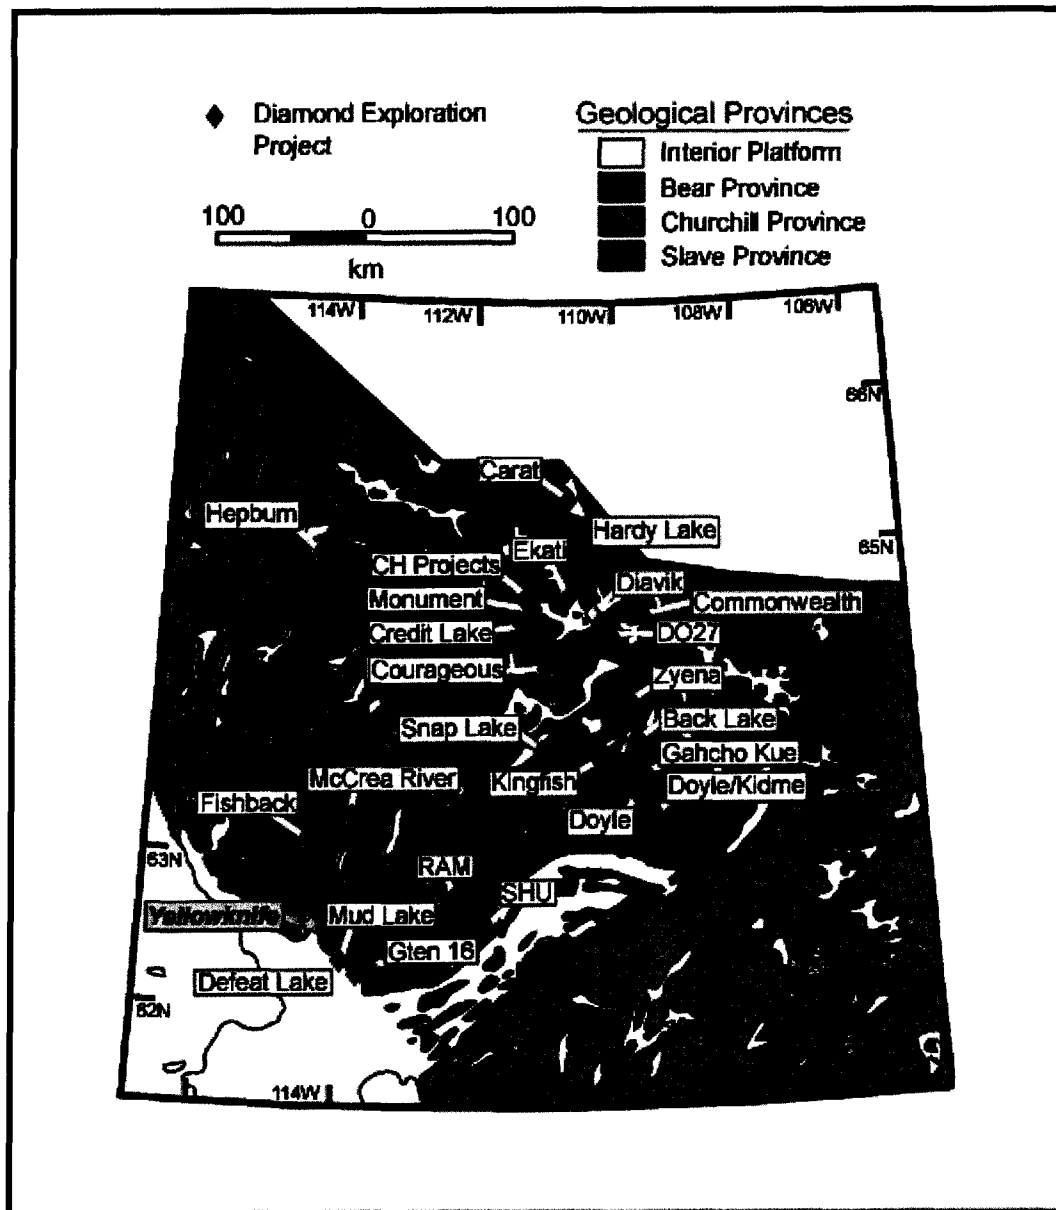 Diamond Exploration
Project
Geological Provinces
Interior Platform
Bear Province
Churchill Province
Slave Province
100 0 100
km
114W
112W
110W
108W
106W
66N
Carat
Hepburn
Hardy Lake
65N
Ekati
CH Projects
Diavik
Monument
Commonwealth
Credit Lake
DO27
Courageous
Zyena
Back Lake
Snap Lake
Gahcho Kue
McCrea River
Kingfish
Doyle/Kidme
Fishback
Doyle
63N
RAM
SHU
Yellowknife
Mud Lake
Gten 16
Defeat Lake
62N
114W